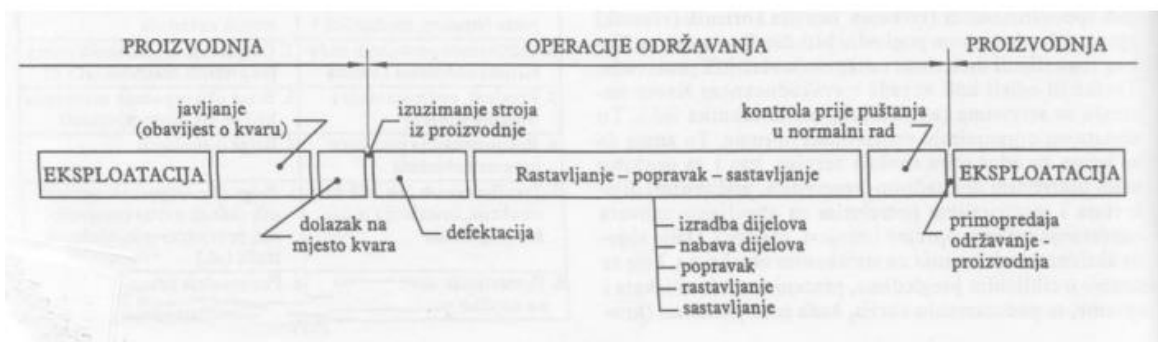 PROIZVODNJA
OPERACIJE ODRŽAVANJA
PROIZVODNJA
javljanje
(obavijest o kvaru)
izuzimanje stroja
iz proizvodnje
kontrola prije puštanja
u normalni rad
EKSPLOATACIJA
Rastavljanje – popravak – sastavljanje
EKSPLOATACIJA
dolazak na
mjesto kvara
defektacija
izradba dijelova
nabava dijelova
popravak
rastavljanje
sastavljanje
primopredaja
održavanje -
proizvodnja